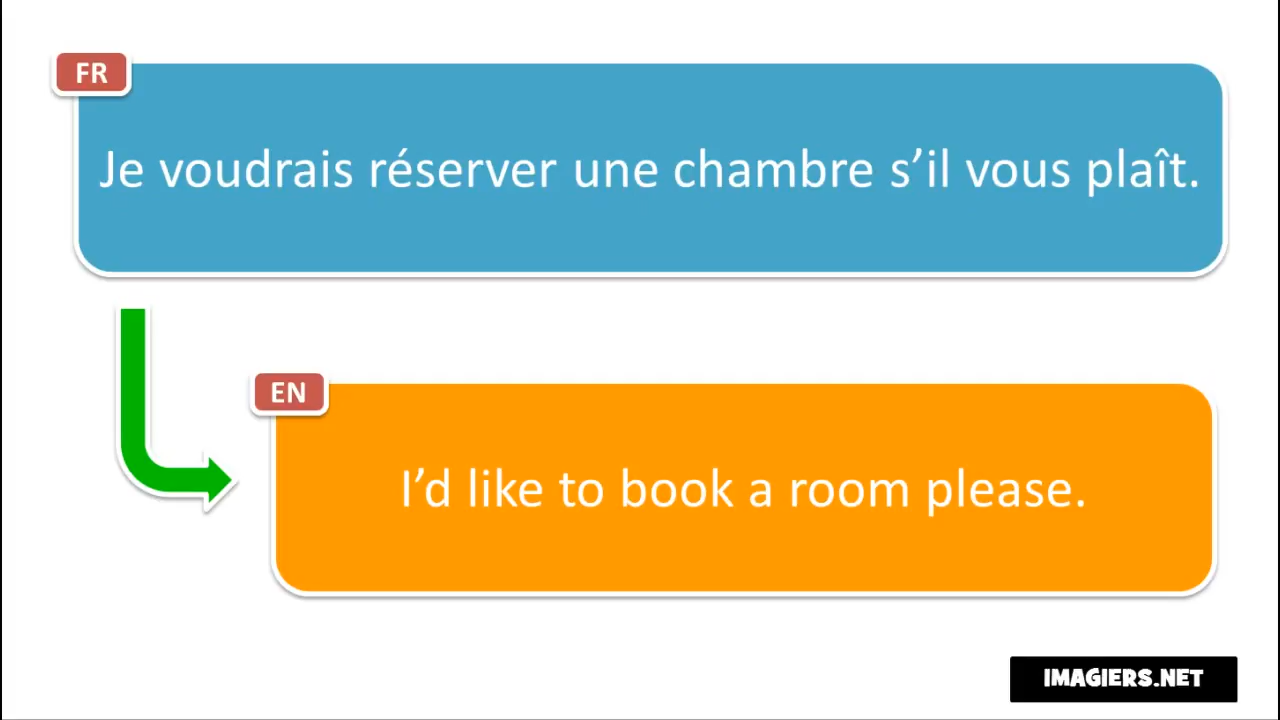 FR
Je voudrais réserver une chambre s’il vous plaît.
EN
I’d like to book a room please.
IMAGIERS.NET